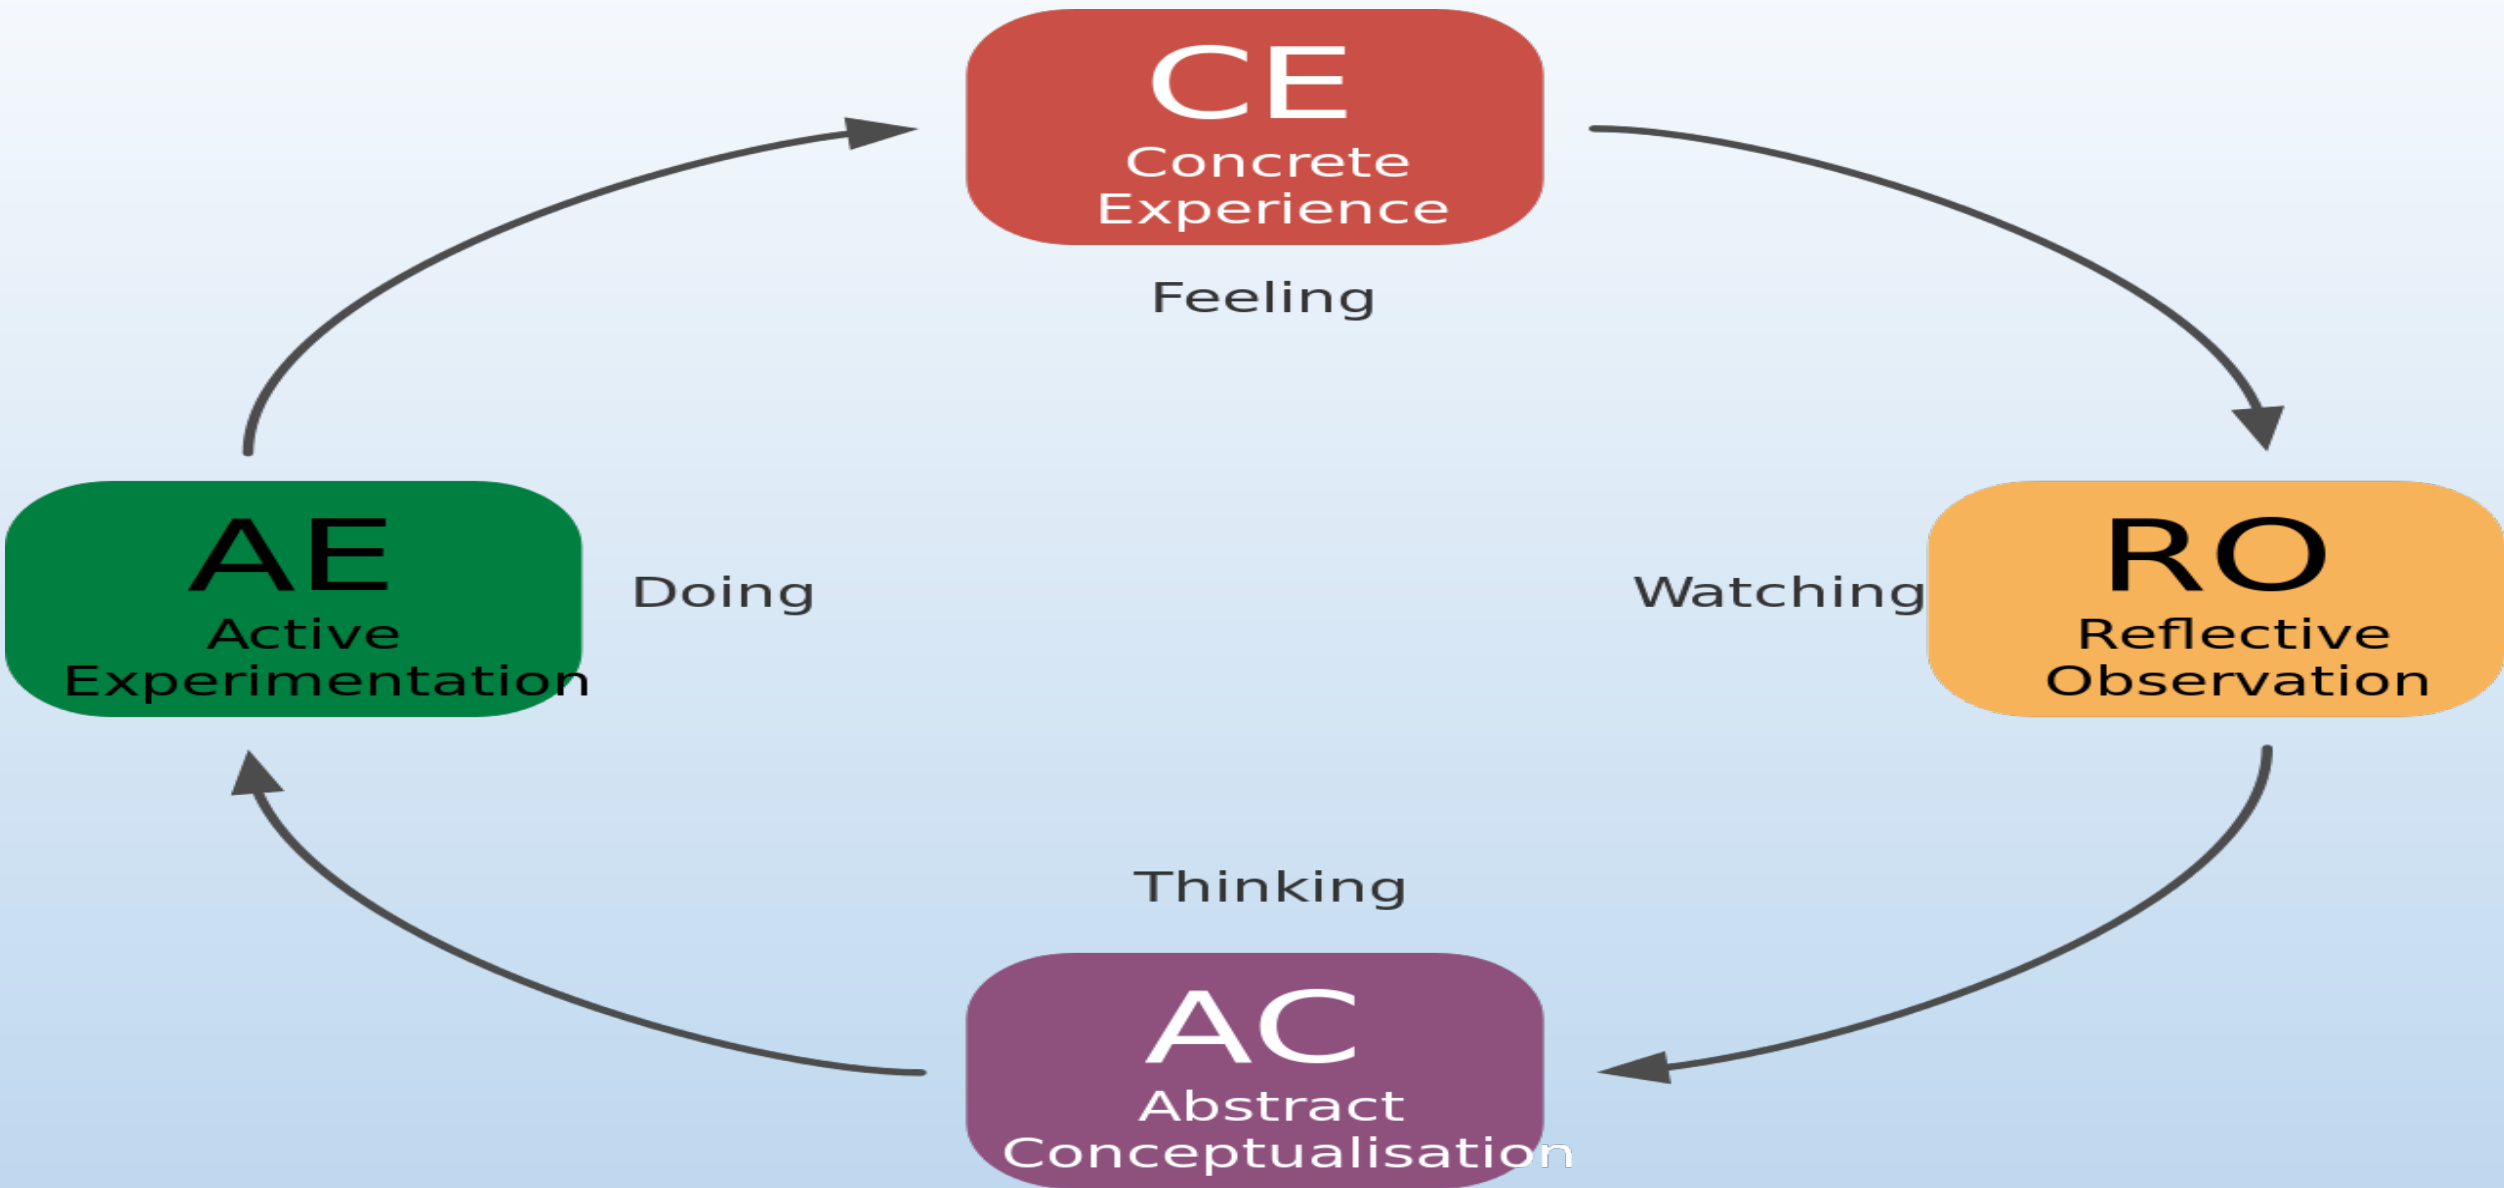 CE
Concrete
Experience
Feeling
AE
Active
Experimentation
Doing
Watching
RO
Reflective
Observation
Thinking
AC
Abstract
Conceptualisation